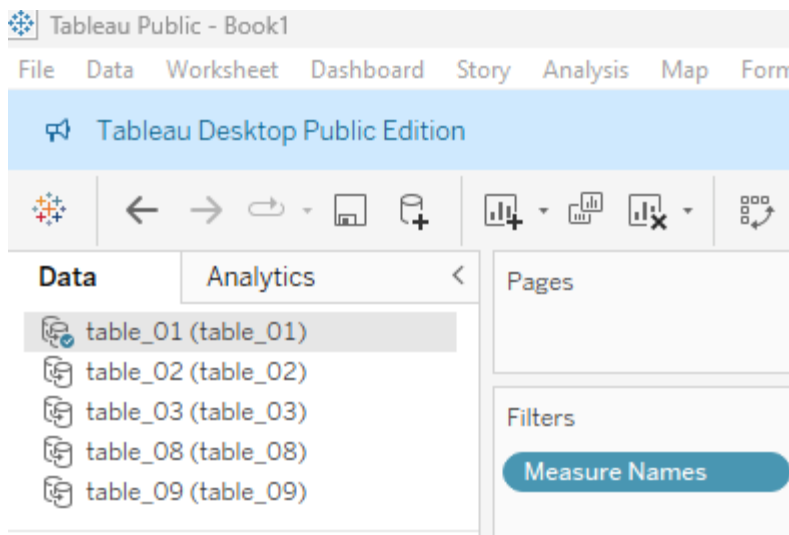 Tableau Public - Book1
File Data Worksheet Dashboard Story Analysis Map Form
Tableau Desktop Public Edition
Data Analytics
Pages
table_01 (table_01)
table_02 (table_02)
table_03 (table_03)
table_08 (table_08)
table_09 (table_09)
Filters
Measure Names